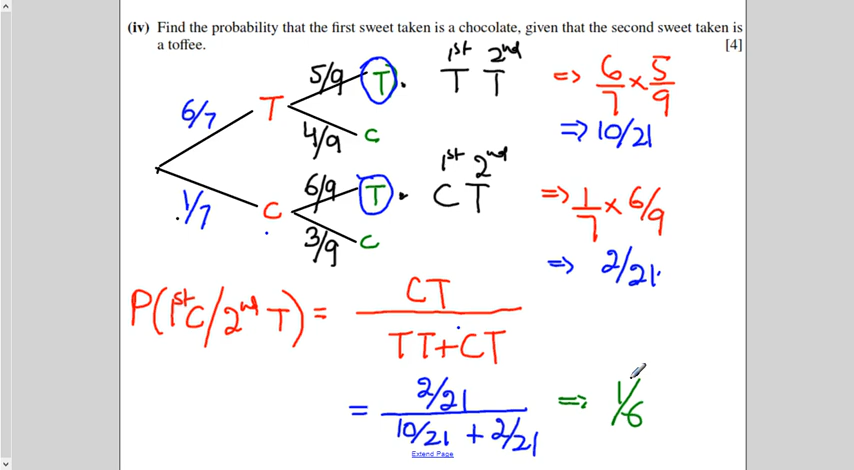 (iv) Find the probability that the first sweet taken is a chocolate, given that the second sweet taken is
a toffee. [4]
1st 2nd
5/9 T . T T => 6/7 × 5/9
6/7 T
4/9 C => 10/21
1st 2nd
6/9 T . C T => 1/7 × 6/9
1/7 C
3/9 C => 2/21
P(1st C/2nd T) = CT / TT+CT
= 2/21 / 10/21 + 2/21 => 1/6
Extend Page